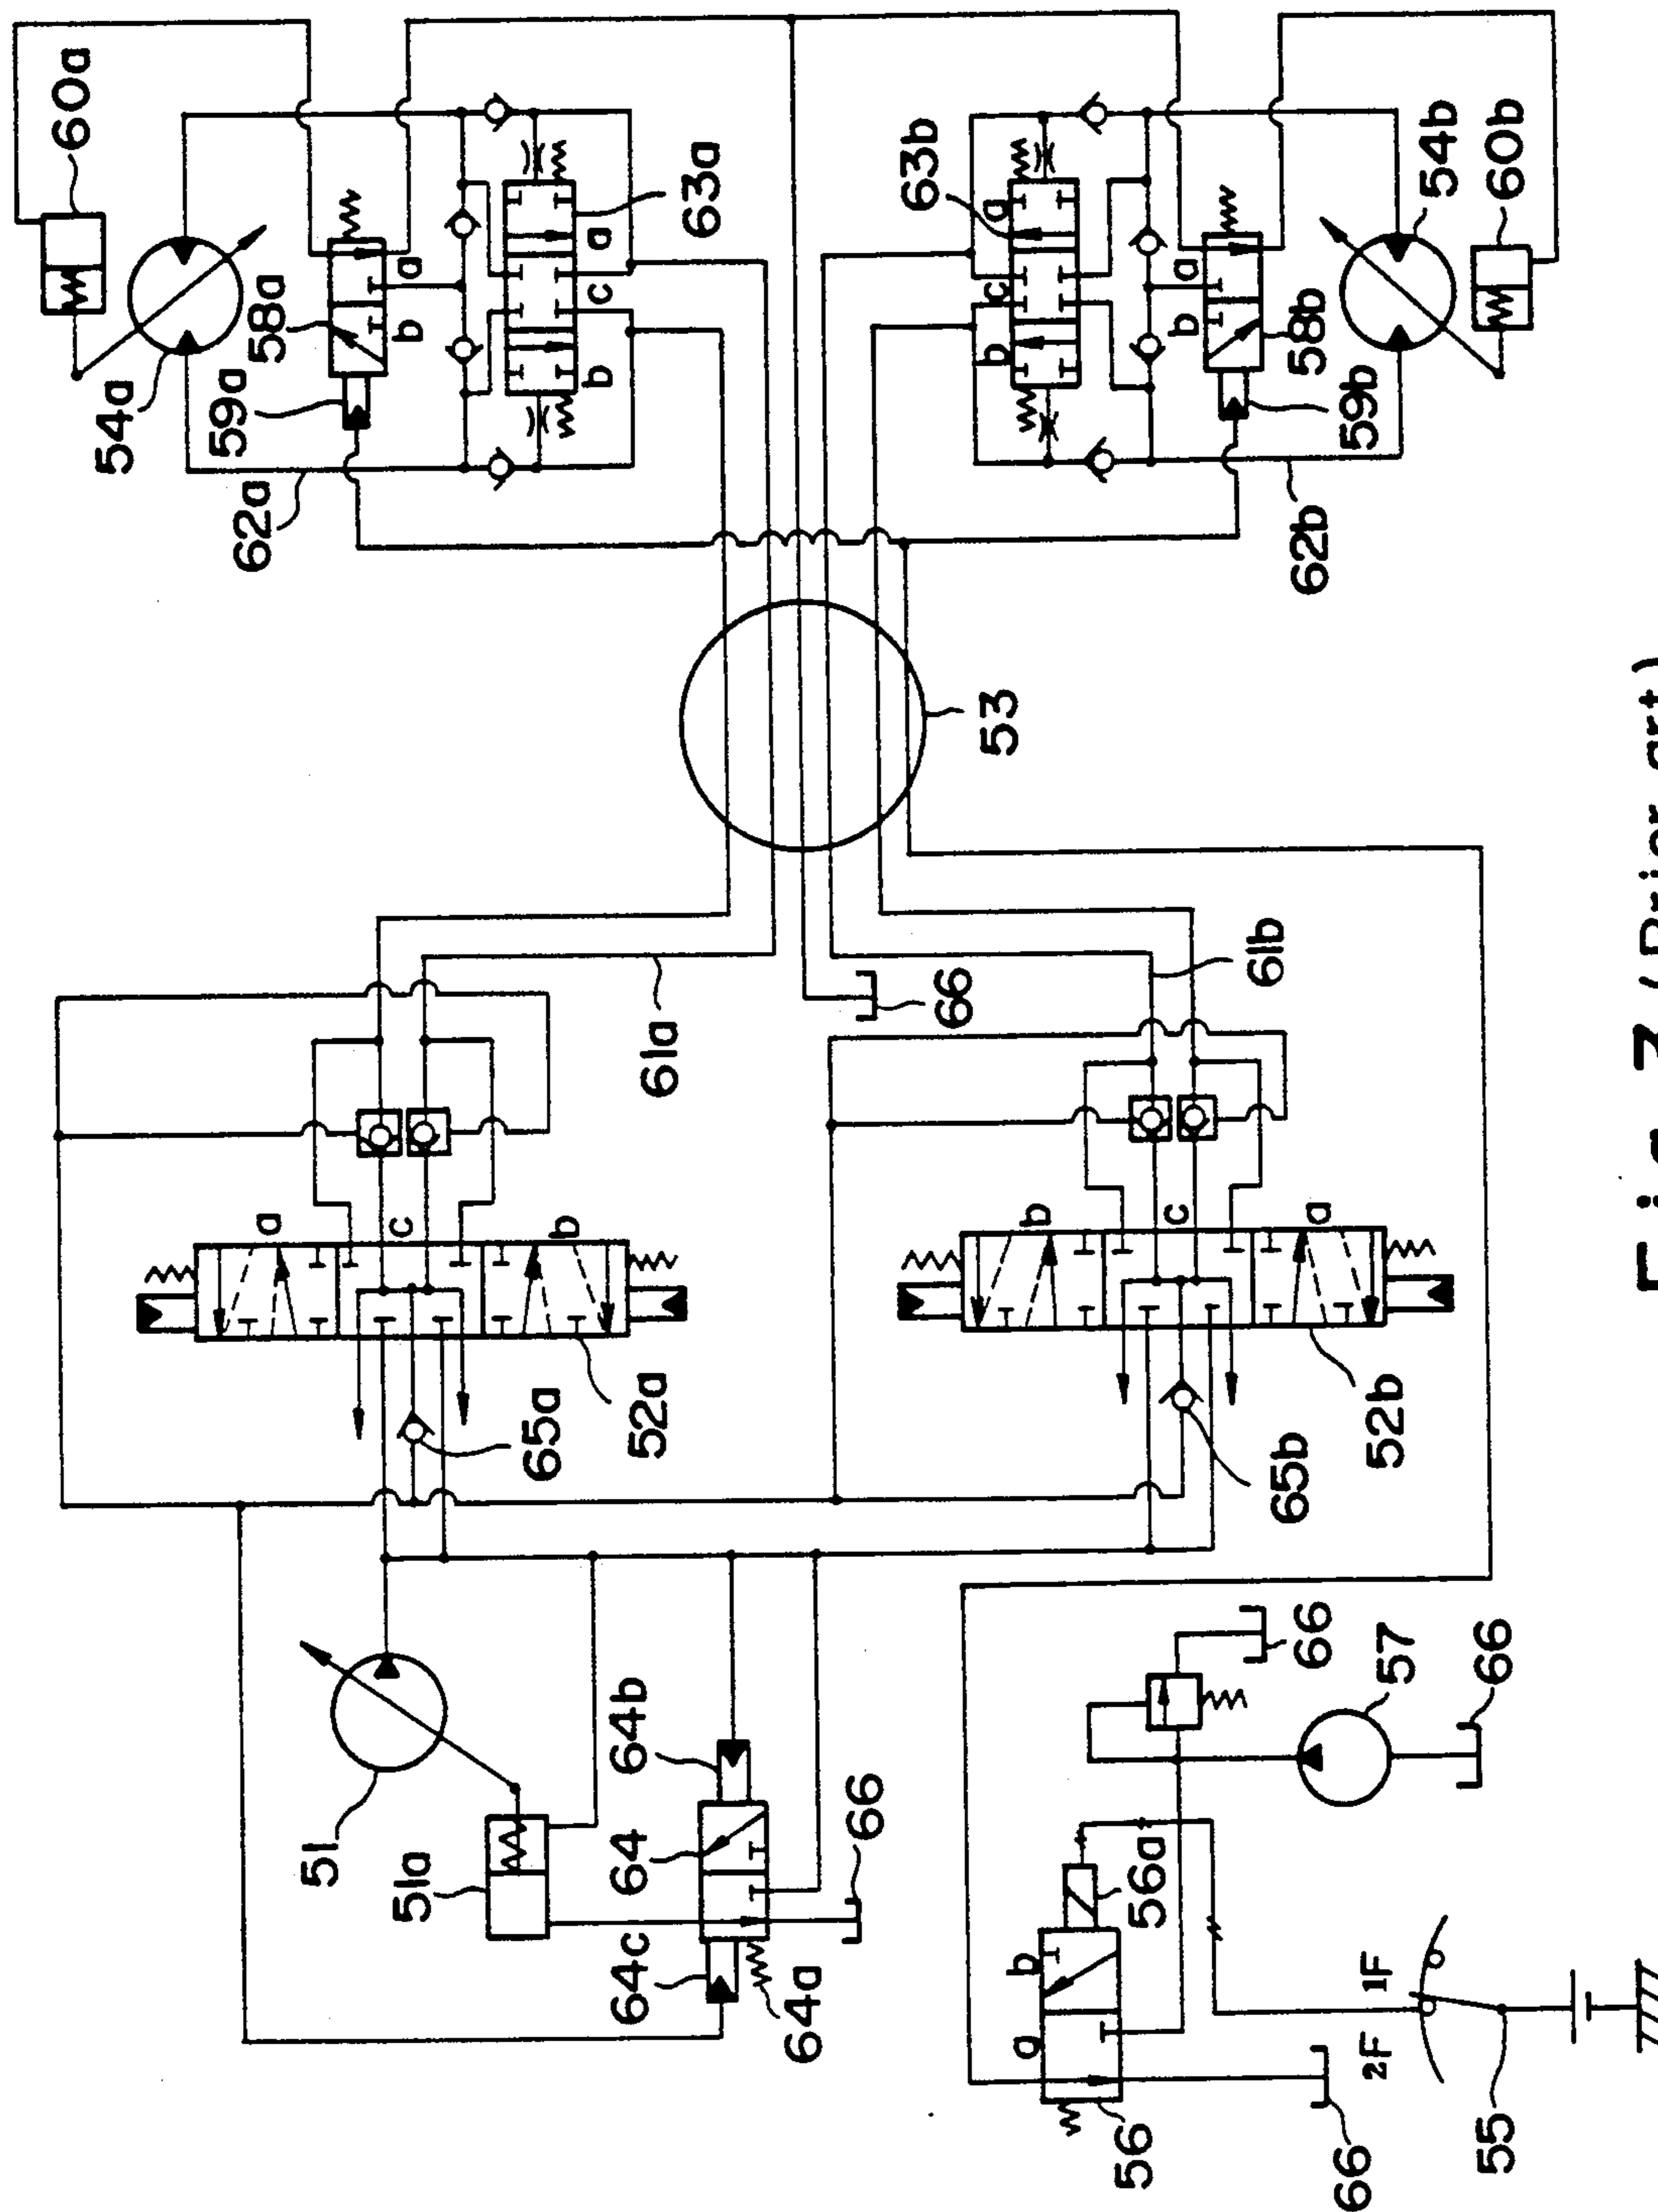 60a
54a
58a
59a
a
b
62a
63a
a
c
b
63b
a
c
b
54b
60b
a
b
58b
59b
62b
53
61a
66
61b
a
c
b
65a
52a
b
c
a
65b
52b
51
51a
64b
64
64c
64a
66
66
57
66
56a
b
a
56
66
1F
2F
55
Fig. 3 (Prior art)